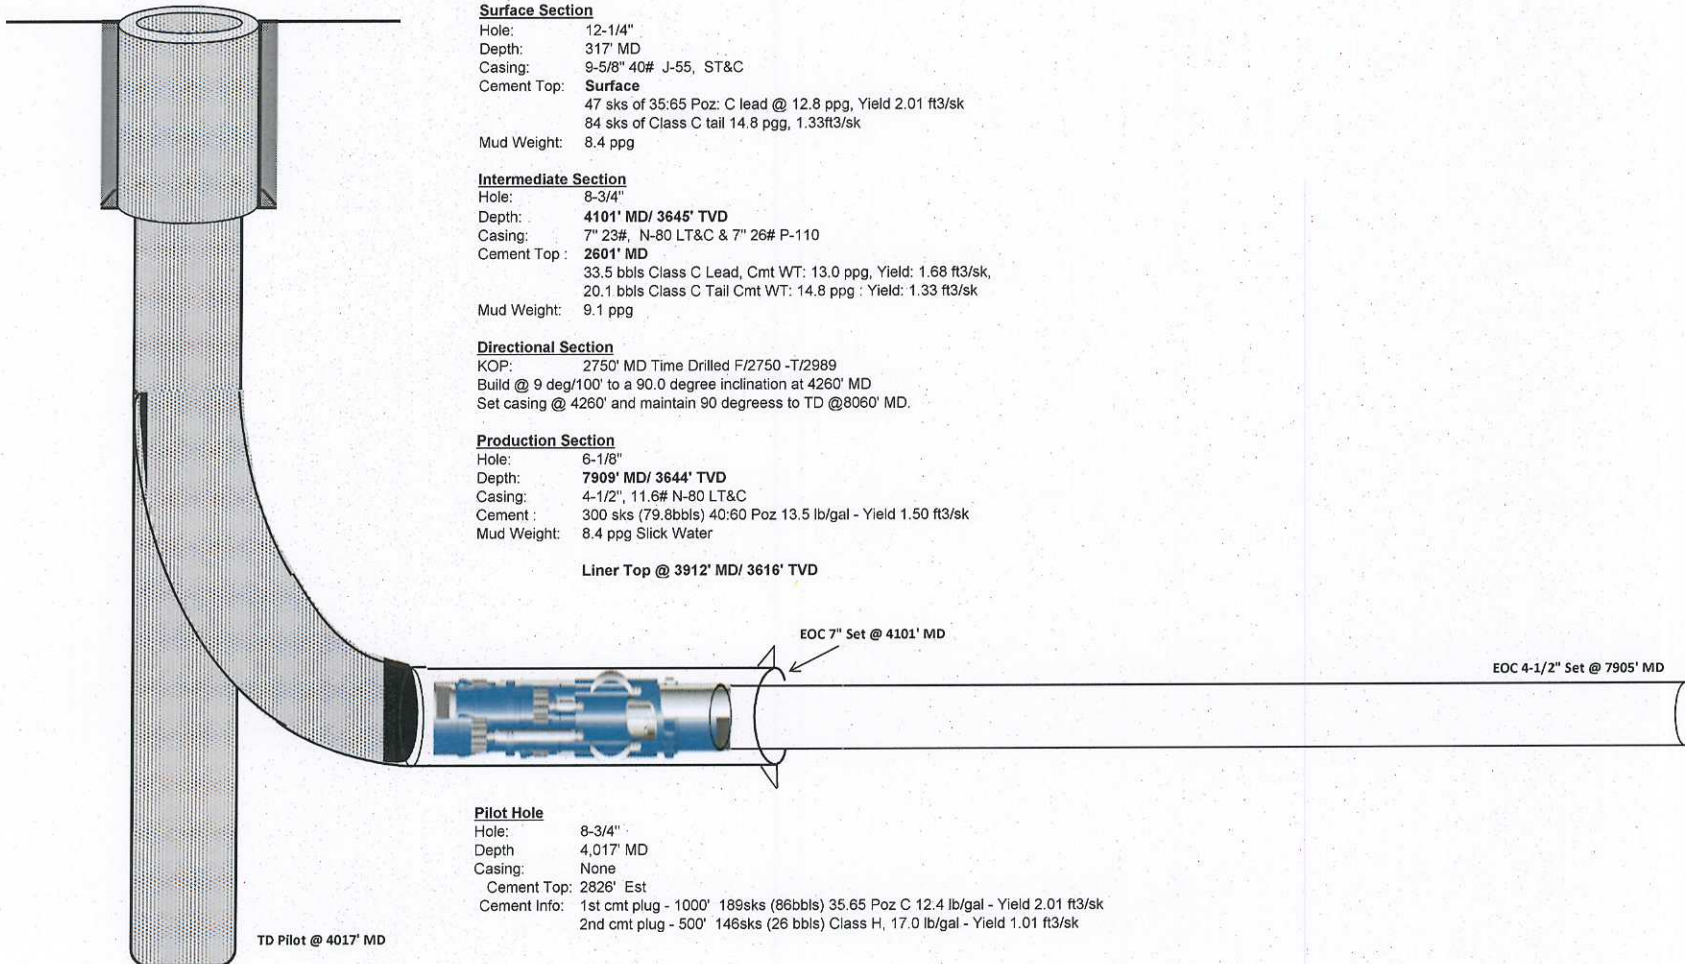 Surface Section
Hole: 12-1/4"
Depth: 317' MD
Casing: 9-5/8" 40# J-55, ST&C
Cement Top: Surface
47 sks of 35:65 Poz: C lead @ 12.8 ppg, Yield 2.01 ft3/sk
84 sks of Class C tail 14.8 pgg, 1.33ft3/sk
Mud Weight: 8.4 ppg
Intermediate Section
Hole: 8-3/4"
Depth: 4101' MD/ 3645' TVD
Casing: 7" 23#, N-80 LT&C & 7" 26# P-110
Cement Top : 2601' MD
33.5 bbls Class C Lead, Cmt WT: 13.0 ppg, Yield: 1.68 ft3/sk,
20.1 bbls Class C Tail Cmt WT: 14.8 ppg : Yield: 1.33 ft3/sk
Mud Weight: 9.1 ppg
Directional Section
KOP: 2750' MD Time Drilled F/2750 -T/2989
Build @ 9 deg/100' to a 90.0 degree inclination at 4260' MD
Set casing @ 4260' and maintain 90 degreess to TD @8060' MD.
Production Section
Hole: 6-1/8"
Depth: 7909' MD/ 3644' TVD
Casing: 4-1/2", 11.6# N-80 LT&C
Cement : 300 sks (79.8bbls) 40:60 Poz 13.5 lb/gal - Yield 1.50 ft3/sk
Mud Weight: 8.4 ppg Slick Water
Liner Top @ 3912' MD/ 3616' TVD
EOC 7" Set @ 4101' MD
EOC 4-1/2" Set @ 7905' MD
Pilot Hole
Hole: 8-3/4"
Depth 4,017' MD
Casing: None
Cement Top: 2826' Est
Cement Info: 1st cmt plug - 1000' 189sks (86bbls) 35.65 Poz C 12.4 lb/gal - Yield 2.01 ft3/sk
2nd cmt plug - 500' 146sks (26 bbls) Class H, 17.0 lb/gal - Yield 1.01 ft3/sk
TD Pilot @ 4017' MD